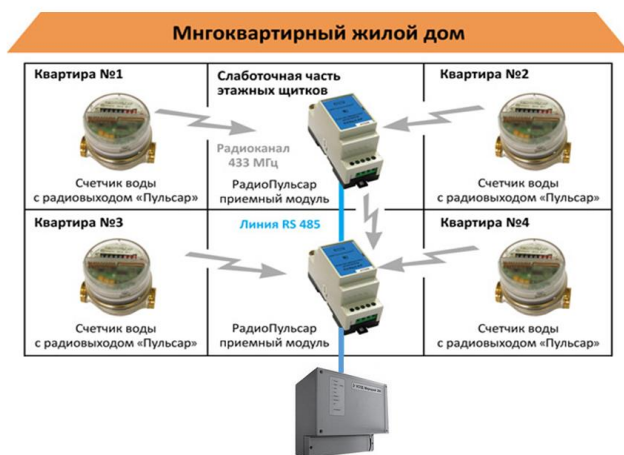 Мнгоквартирный жилой дом
Квартира №1
Слаботочная часть
этажных щитков
Квартира №2
Радиоканал
433 МГц
Счетчик воды
с радиовыходом «Пульсар»
РадиоПульсар
приемный модуль
Счетчик воды
с радиовыходом «Пульсар»
Квартира №3
Линия RS 485
Квартира №4
Счетчик воды
с радиовыходом «Пульсар»
РадиоПульсар
приемный модуль
Счетчик воды
с радиовыходом «Пульсар»